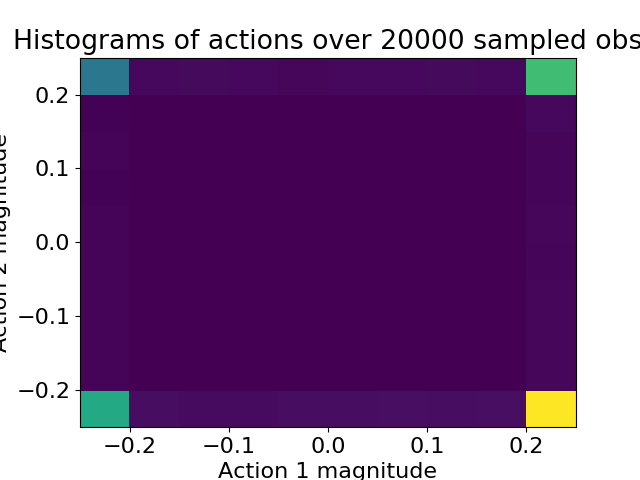 Histograms of actions over 20000 sampled obs
0.2
0.1
0.0
−0.1
−0.2
Action 2 magnitude
−0.2 −0.1 0.0 0.1 0.2
Action 1 magnitude